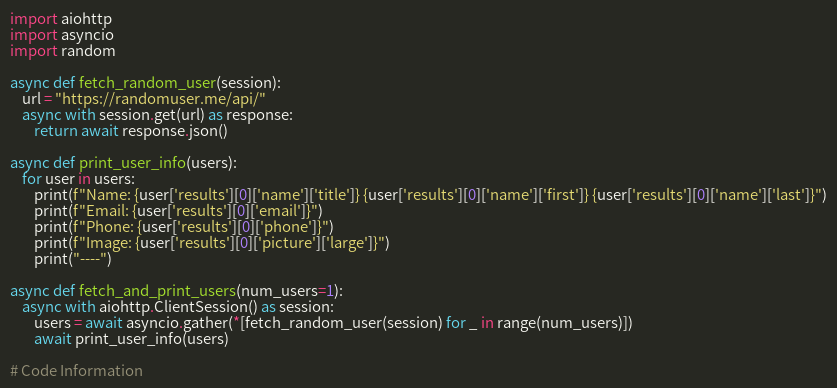 import aiohttp
import asyncio
import random

async def fetch_random_user(session):
    url = "https://randomuser.me/api/"
    async with session.get(url) as response:
        return await response.json()

async def print_user_info(users):
    for user in users:
        print(f"Name: {user['results'][0]['name']['title']} {user['results'][0]['name']['first']} {user['results'][0]['name']['last']}")
        print(f"Email: {user['results'][0]['email']}")
        print(f"Phone: {user['results'][0]['phone']}")
        print(f"Image: {user['results'][0]['picture']['large']}")
        print("----")

async def fetch_and_print_users(num_users=1):
    async with aiohttp.ClientSession() as session:
        users = await asyncio.gather(*[fetch_random_user(session) for _ in range(num_users)])
        await print_user_info(users)

# Code Information